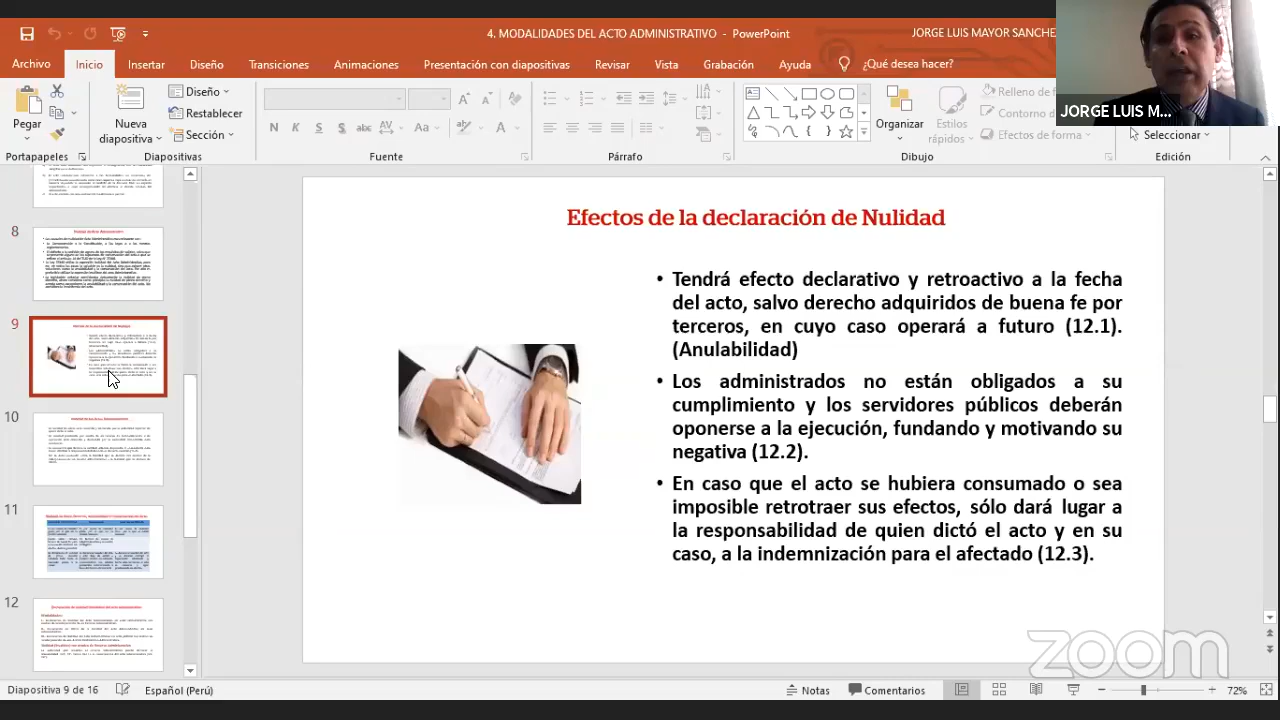 4. MODALIDADES DEL ACTO ADMINISTRATIVO - PowerPoint
JORGE LUIS MAYOR SANCHE
JORGE LUIS M...
Archivo Inicio Insertar Diseño Transiciones Animaciones Presentación con diapositivas Revisar Vista Grabación Ayuda ¿Qué desea hacer?
Pegar
Nueva
diapositiva
Diseño
Restablecer
Sección
N K S abc AV Aa A
Organizar
Estilos
rápidos
Relleno de f
Contorno d
Efectos de forma
Seleccionar
Portapapeles Diapositivas Fuente Párrafo Dibujo Edición
8
9
10
11
12
Efectos de la declaración de Nulidad
• Tendrá efecto declarativo y retroactivo a la fecha
del acto, salvo derecho adquiridos de buena fe por
terceros, en cuyo caso operará a futuro (12.1).
(Anulabilidad)
• Los administrados no están obligados a su
cumplimiento y los servidores públicos deberán
oponerse a la ejecución, fundando y motivando su
negativa (12.2).
• En caso que el acto se hubiera consumado o sea
imposible retrotraer sus efectos, sólo dará lugar a
la responsabilidad de quien dictó el acto y en su
caso, a la indemnización para el afectado (12.3).
zoom
Diapositiva 9 de 16 Español (Perú) Notas Comentarios 72%